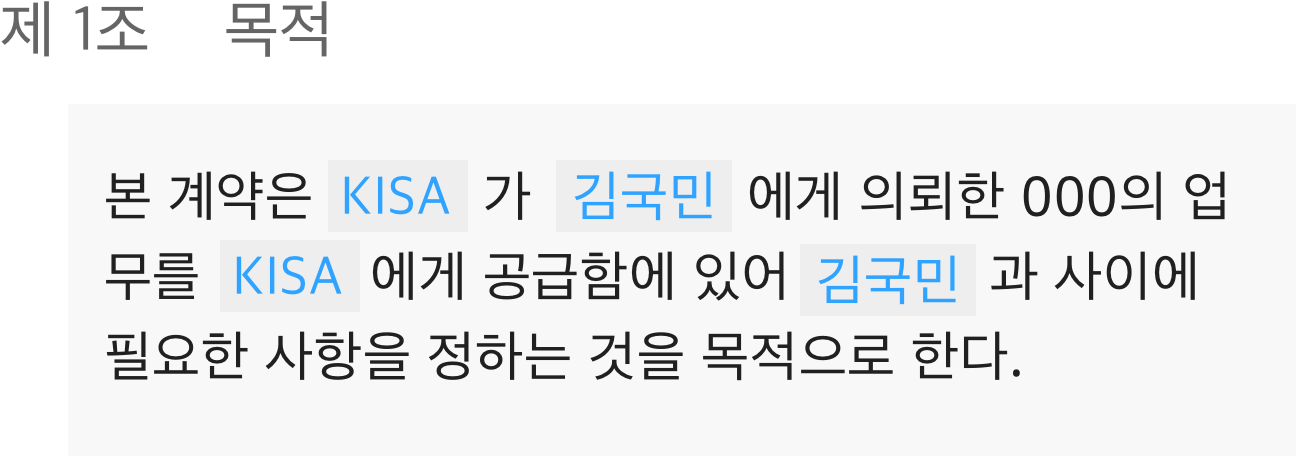 제 1조 목적
본 계약은 KISA 가 김국민 에게 의뢰한 000의 업
무를 KISA 에게 공급함에 있어 김국민 과 사이에
필요한 사항을 정하는 것을 목적으로 한다.